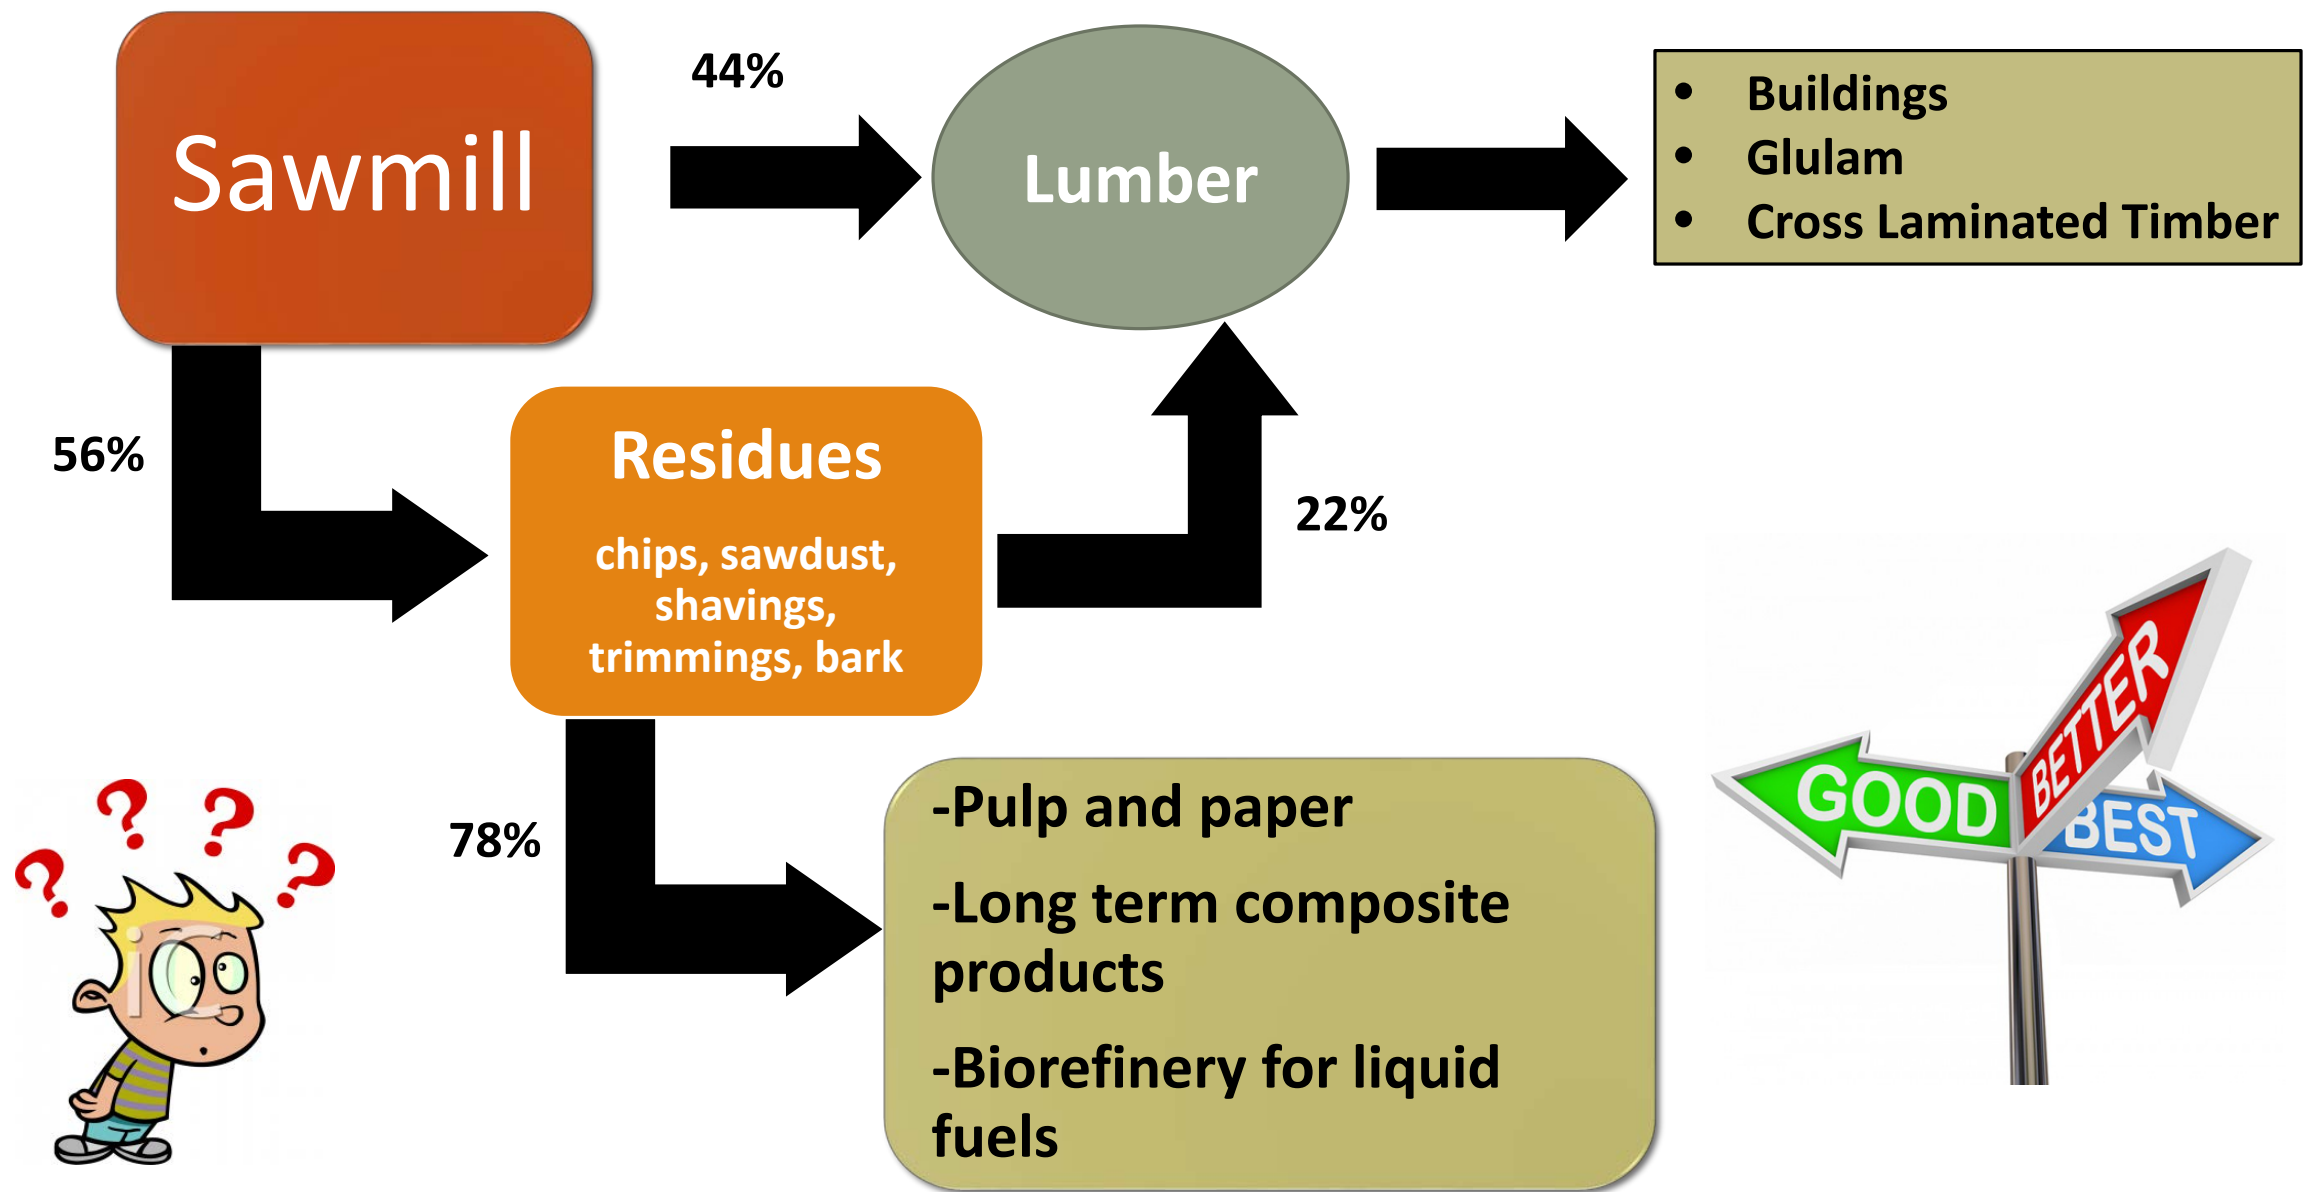 Sawmill
44%
Lumber
• Buildings
• Glulam
• Cross Laminated Timber
56%
Residues
chips, sawdust,
shavings,
trimmings, bark
22%
78%
-Pulp and paper
-Long term composite
products
-Biorefinery for liquid
fuels
? ? ? ?
iC
GOOD
BETTER
BEST